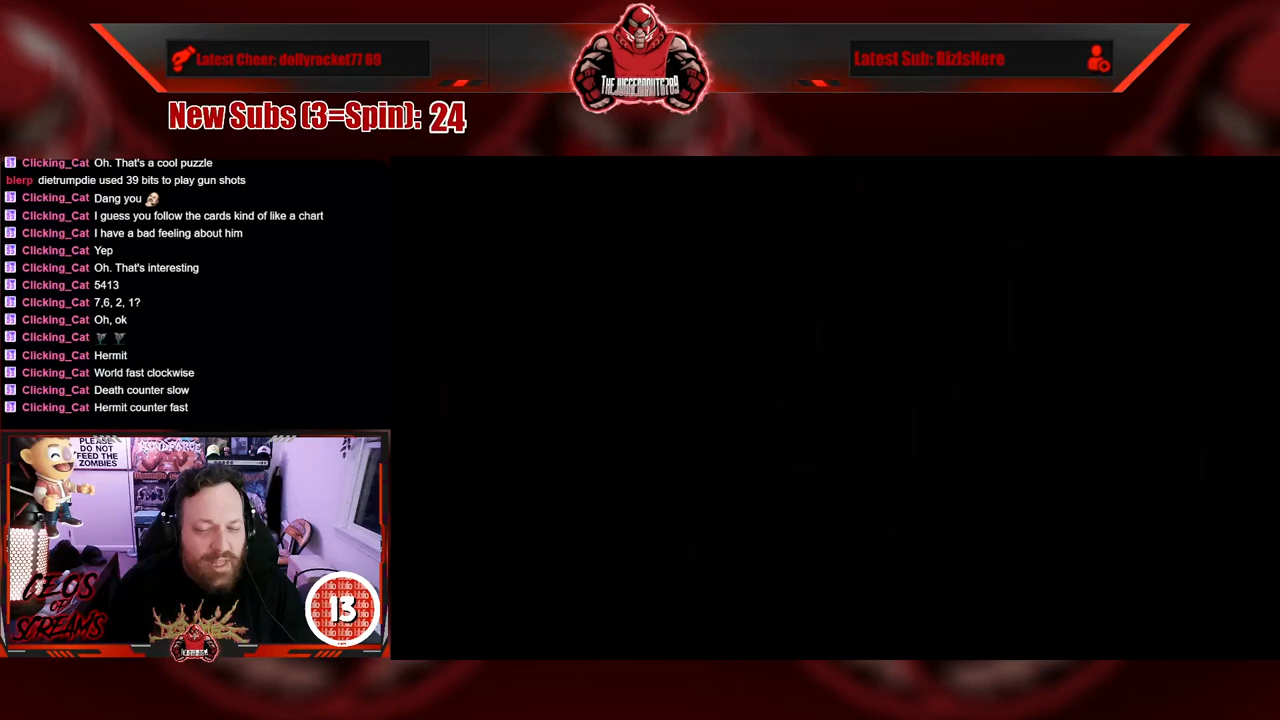 Latest Cheer: dollyrocket77 69
THEJUGGERNAUT6789
Latest Sub: RizIsHere
New Subs (3=Spin): 24
Clicking_Cat Oh. That's a cool puzzle
blerp dietrumpdie used 39 bits to play gun shots
Clicking_Cat Dang you
Clicking_Cat I guess you follow the cards kind of like a chart
Clicking_Cat I have a bad feeling about him
Clicking_Cat Yep
Clicking_Cat Oh. That's interesting
Clicking_Cat 5413
Clicking_Cat 7,6, 2, 1?
Clicking_Cat Oh, ok
Clicking_Cat
Clicking_Cat Hermit
Clicking_Cat World fast clockwise
Clicking_Cat Death counter slow
Clicking_Cat Hermit counter fast
PLEASE
DO NOT
FEED THE
ZOMBIES
CEO'S
OF
SCREAMS
13